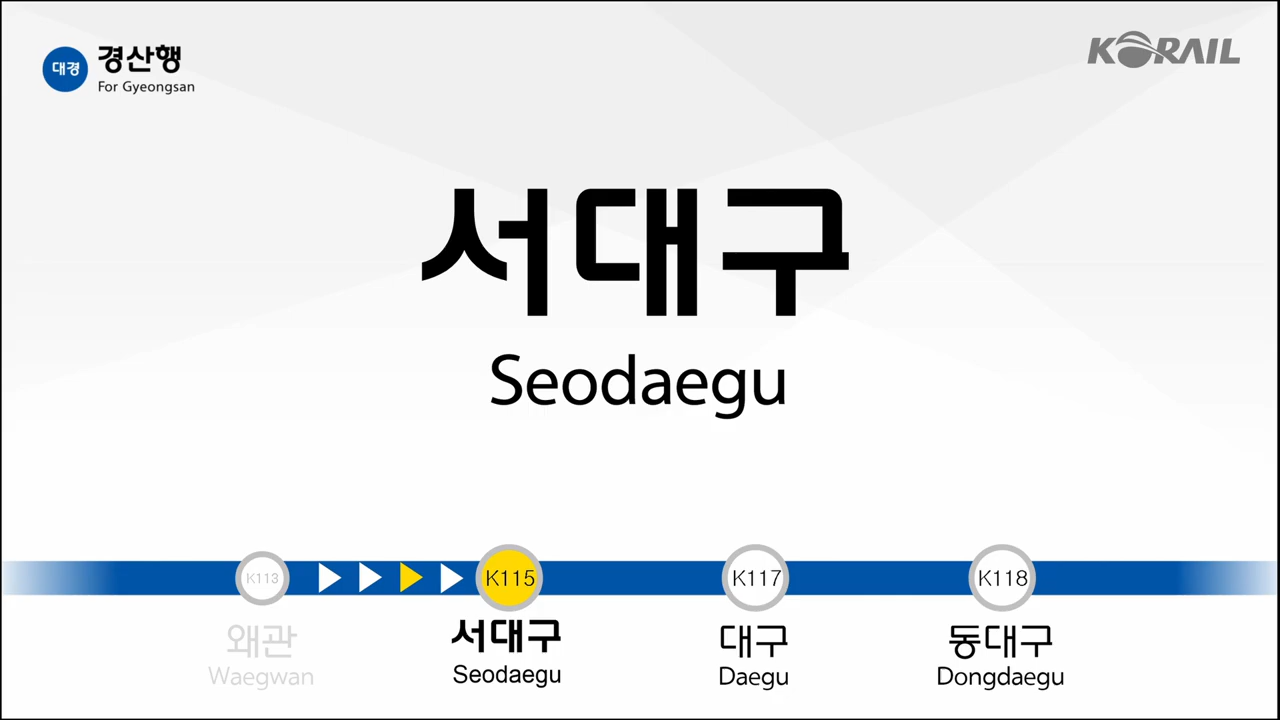 대경
경산행
For Gyeongsan
KORAIL
서대구
Seodaegu
K113
K115
K117
K118
왜관
서대구
대구
동대구
Waegwan
Seodaegu
Daegu
Dongdaegu